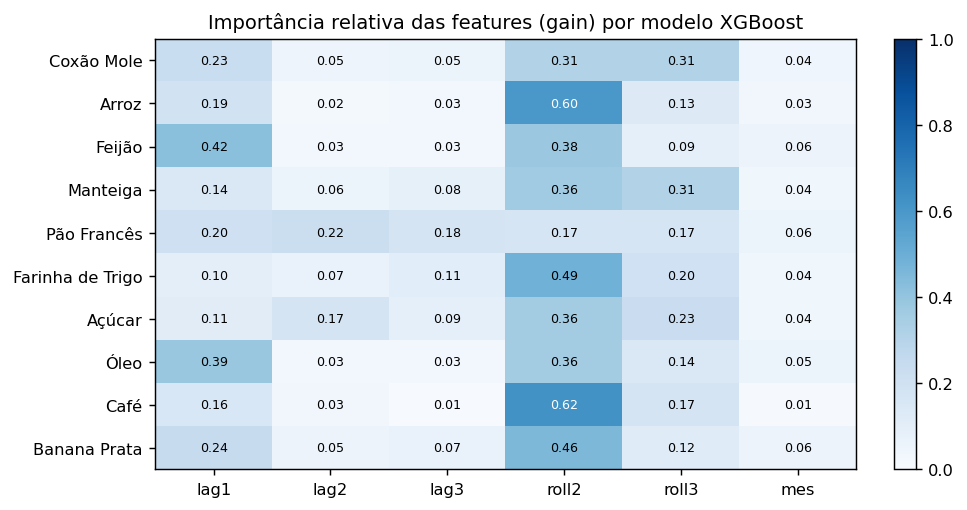 Importância relativa das features (gain) por modelo XGBoost
Coxão Mole 0.23 0.05 0.05 0.31 0.31 0.04
Arroz 0.19 0.02 0.03 0.60 0.13 0.03
Feijão 0.42 0.03 0.03 0.38 0.09 0.06
Manteiga 0.14 0.06 0.08 0.36 0.31 0.04
Pão Francês 0.20 0.22 0.18 0.17 0.17 0.06
Farinha de Trigo 0.10 0.07 0.11 0.49 0.20 0.04
Açúcar 0.11 0.17 0.09 0.36 0.23 0.04
Óleo 0.39 0.03 0.03 0.36 0.14 0.05
Café 0.16 0.03 0.01 0.62 0.17 0.01
Banana Prata 0.24 0.05 0.07 0.46 0.12 0.06
lag1 lag2 lag3 roll2 roll3 mes
1.0
0.8
0.6
0.4
0.2
0.0